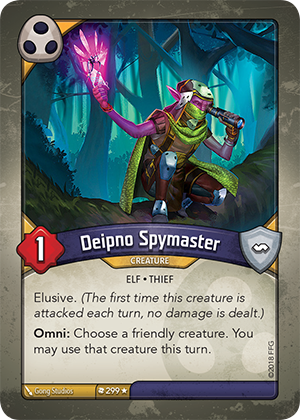 1
Deipno Spymaster
CREATURE
ELF • THIEF
Elusive. (The first time this creature is
attacked each turn, no damage is dealt.)
Omni: Choose a friendly creature. You
may use that creature this turn.
Gong Studios
299 ★
©2018 FFG